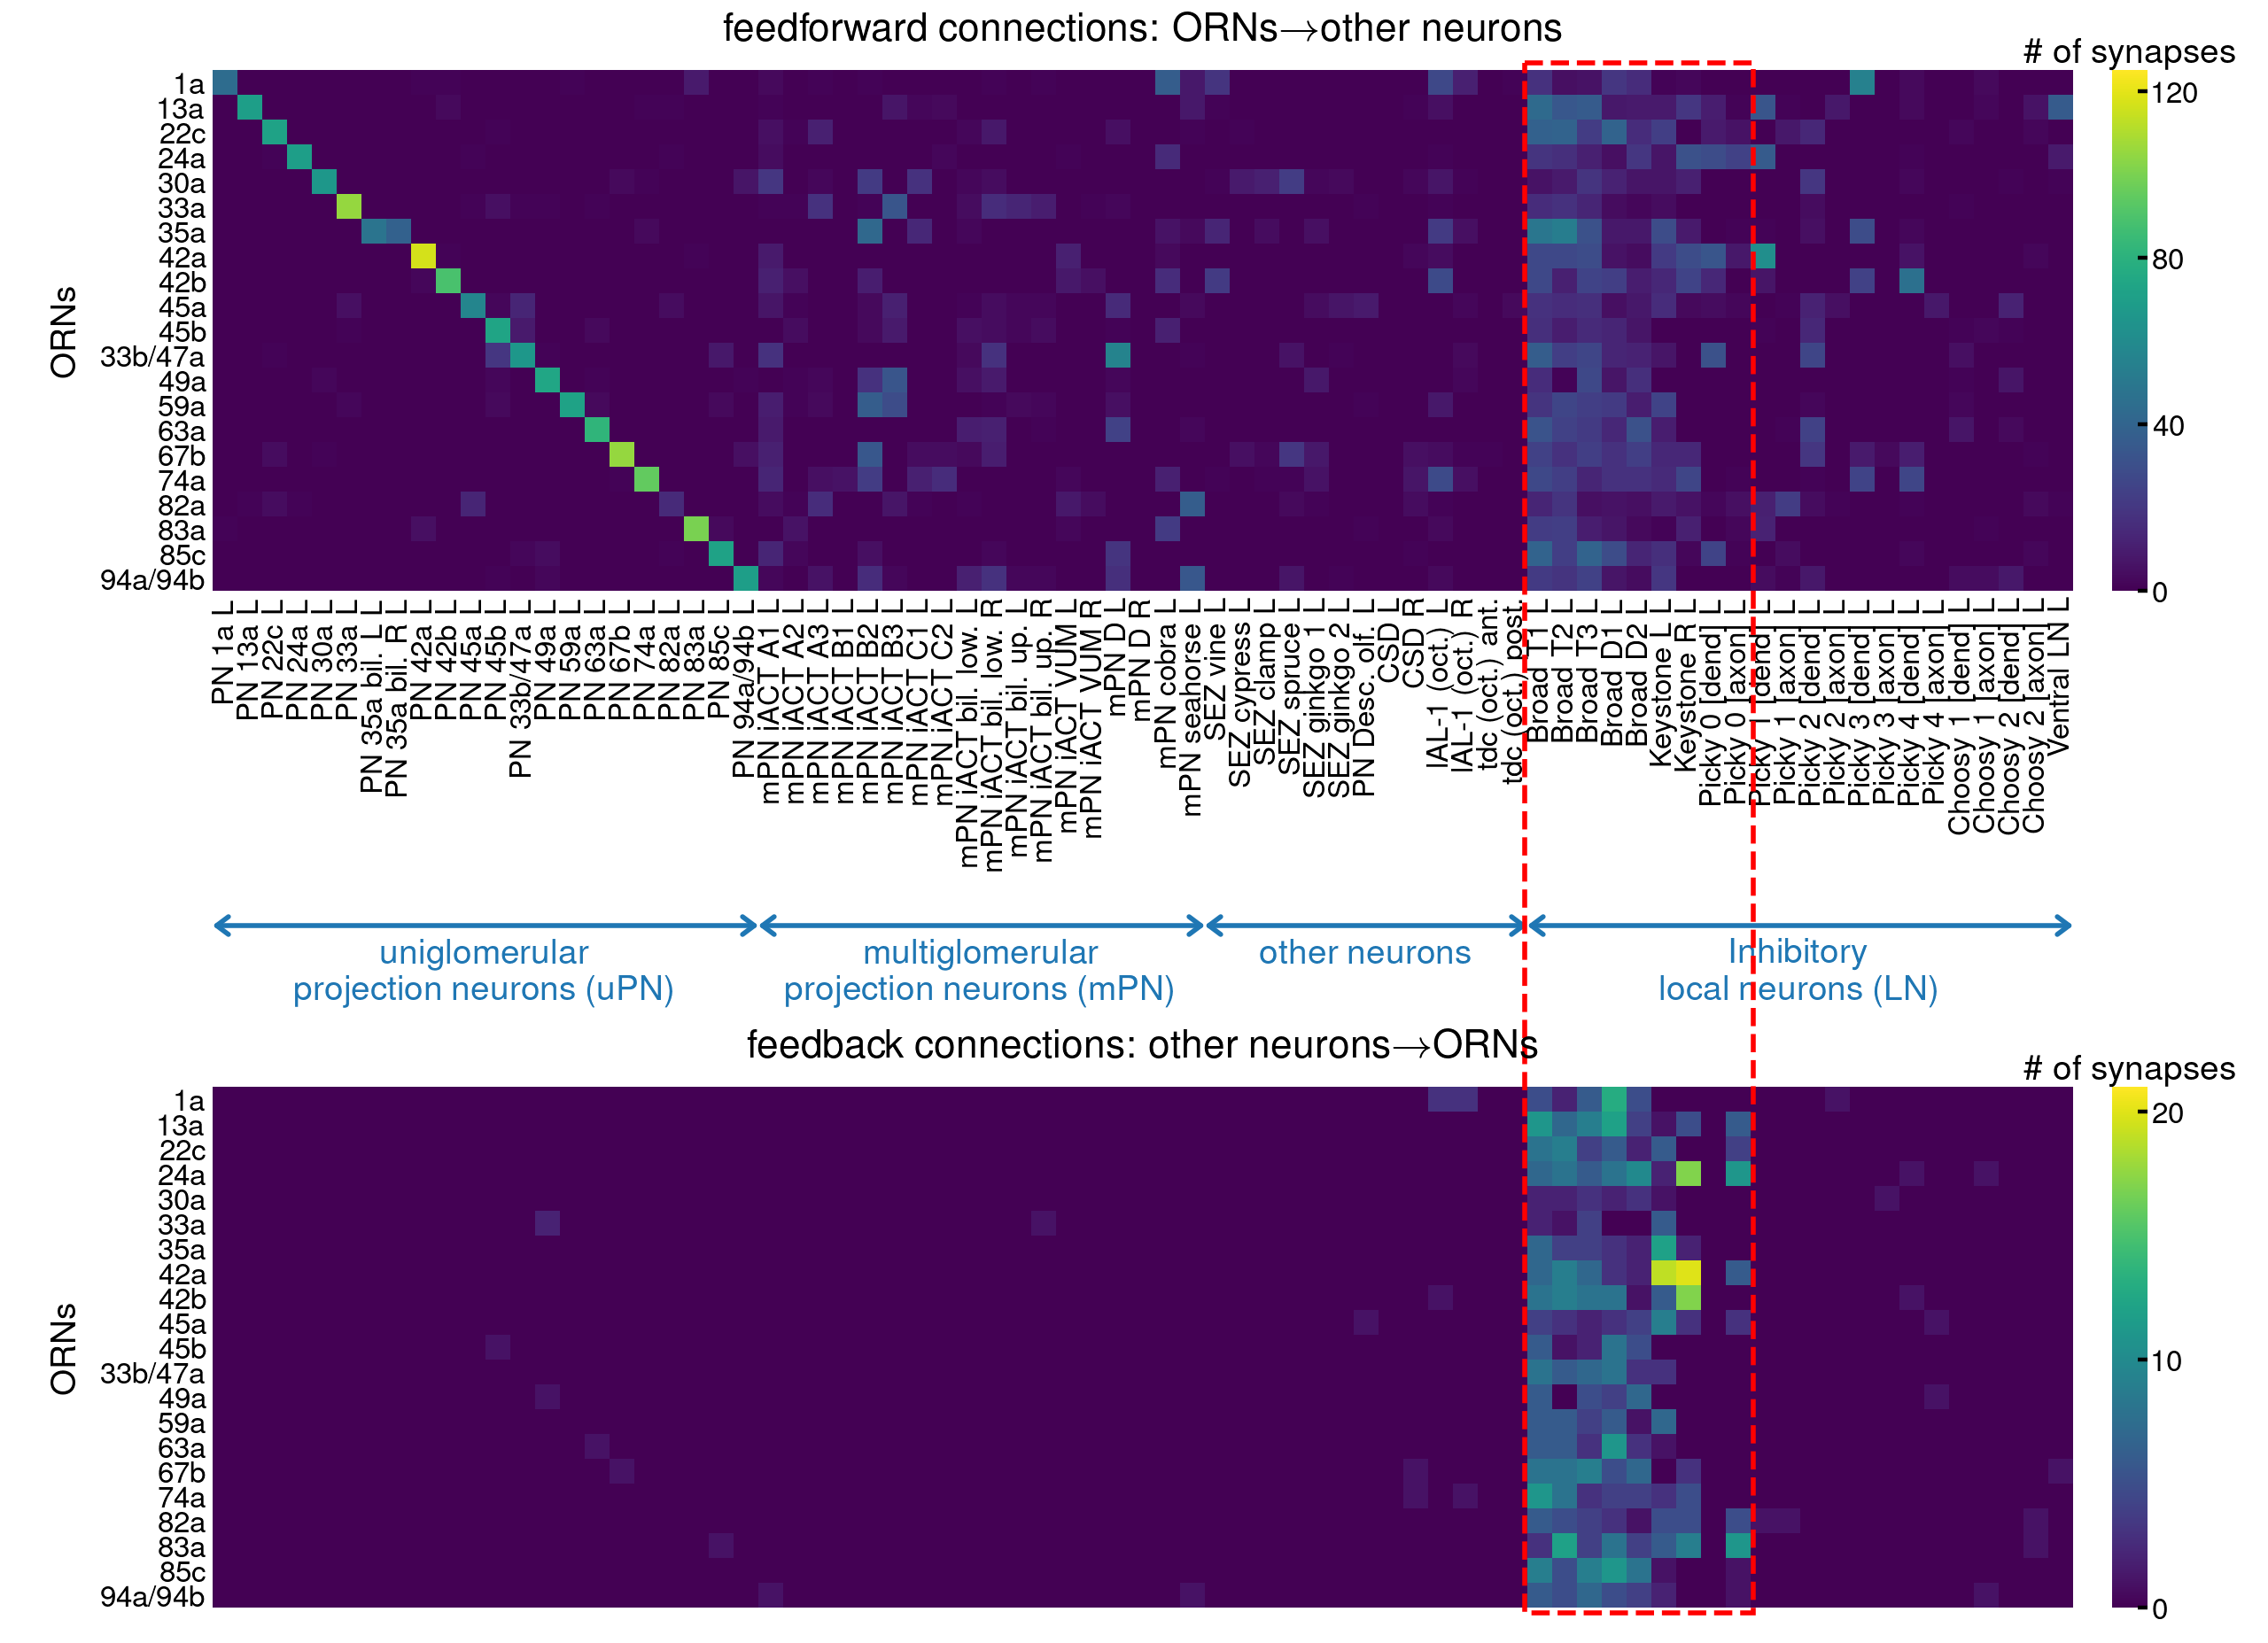 feedforward connections: ORNs→other neurons
# of synapses
ORNs
1a
13a
22c
24a
30a
33a
35a
42a
42b
45a
45b
33b/47a
49a
59a
63a
67b
74a
82a
83a
85c
94a/94b
120
80
40
0
PN 1a L
PN 13a L
PN 22c L
PN 24a L
PN 30a L
PN 33a L
PN 35a bil. L
PN 35a bil. R
PN 42a L
PN 42b L
PN 45a L
PN 45b L
PN 33b/47a L
PN 49a L
PN 59a L
PN 63a L
PN 67b L
PN 74a L
PN 82a L
PN 83a L
PN 85c L
PN 94a/94b L
mPN iACT A1 L
mPN iACT A2 L
mPN iACT A3 L
mPN iACT B1 L
mPN iACT B2 L
mPN iACT B3 L
mPN iACT C1 L
mPN iACT C2 L
mPN iACT bil. low. L
mPN iACT bil. low. R
mPN iACT bil. up. L
mPN iACT bil. up. R
mPN iACT VUM L
mPN iACT VUM R
mPN D L
mPN D R
mPN cobra L
mPN seahorse L
SEZ vine L
SEZ cypress L
SEZ clamp L
SEZ spruce L
SEZ ginkgo 1 L
SEZ ginkgo 2 L
PN Desc. olf. L
CSD L
CSD R
IAL-1 (oct.) L
IAL-1 (oct.) R
tdc (oct.) ant.
tdc (oct.) post.
Broad T1 L
Broad T2 L
Broad T3 L
Broad D1 L
Broad D2 L
Keystone L
Keystone R
Picky 0 [dend] L
Picky 0 [axon] L
Picky 1 [dend] L
Picky 1 [axon] L
Picky 2 [dend] L
Picky 2 [axon] L
Picky 3 [dend] L
Picky 3 [axon] L
Picky 4 [dend] L
Picky 4 [axon] L
Choosy 1 [dend] L
Choosy 1 [axon] L
Choosy 2 [dend] L
Choosy 2 [axon] L
Ventral LN L
uniglomerular
projection neurons (uPN)
multiglomerular
projection neurons (mPN)
other neurons
Inhibitory
local neurons (LN)
feedback connections: other neurons→ORNs
# of synapses
ORNs
1a
13a
22c
24a
30a
33a
35a
42a
42b
45a
45b
33b/47a
49a
59a
63a
67b
74a
82a
83a
85c
94a/94b
20
10
0